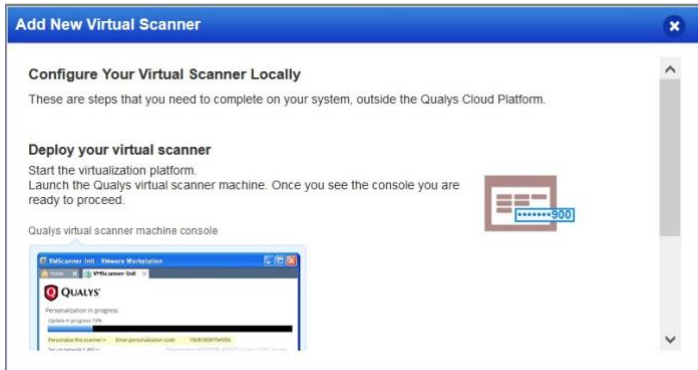 Add New Virtual Scanner
Configure Your Virtual Scanner Locally
These are steps that you need to complete on your system, outside the Qualys Cloud Platform.
Deploy your virtual scanner
Start the virtualization platform.
Launch the Qualys virtual scanner machine. Once you see the console you are
ready to proceed.
•••••••900
Qualys virtual scanner machine console
VMScanner-Init - VMware Workstation
Home
VMScanner-Init
QUALYS'
Personalization in progress
Update in progress 19%
Personalize this scanner > Enter personalization code: